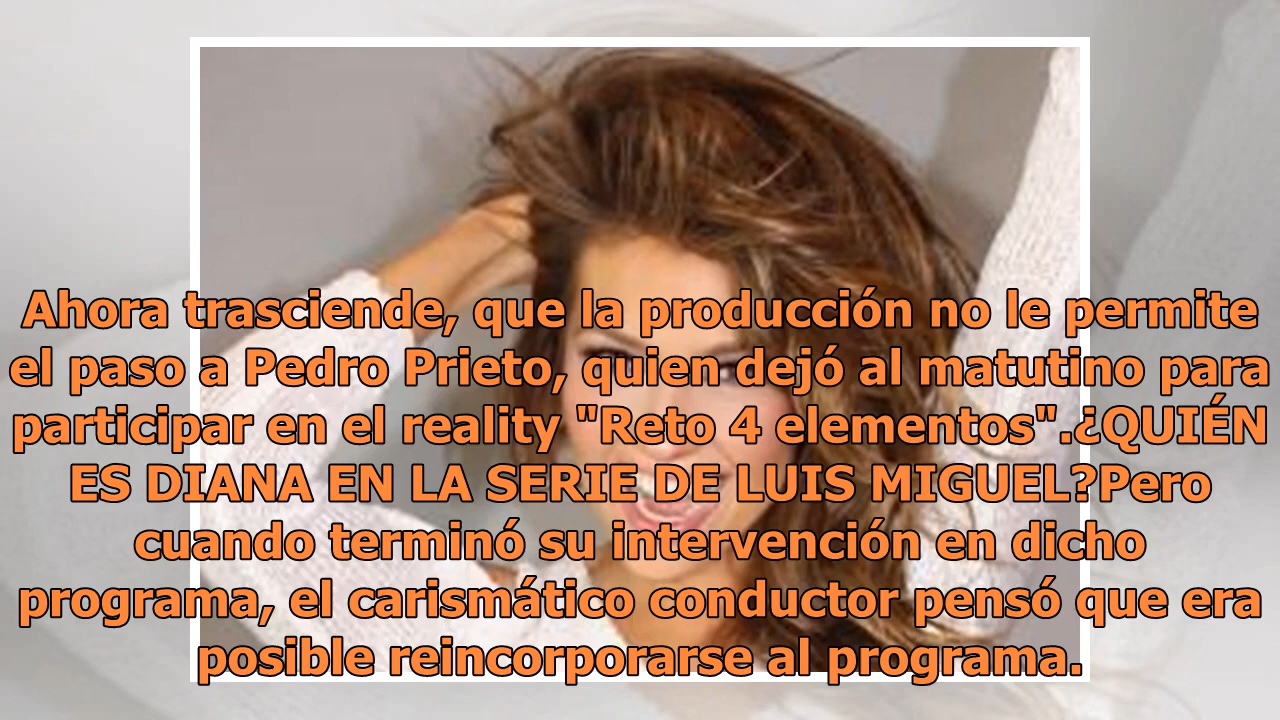 Ahora trasciende, que la producción no le permite
el paso a Pedro Prieto, quien dejó al matutino para
participar en el reality "Reto 4 elementos".¿QUIÉN
ES DIANA EN LA SERIE DE LUIS MIGUEL?Pero
cuando terminó su intervención en dicho
programa, el carismático conductor pensó que era
posible reincorporarse al programa.